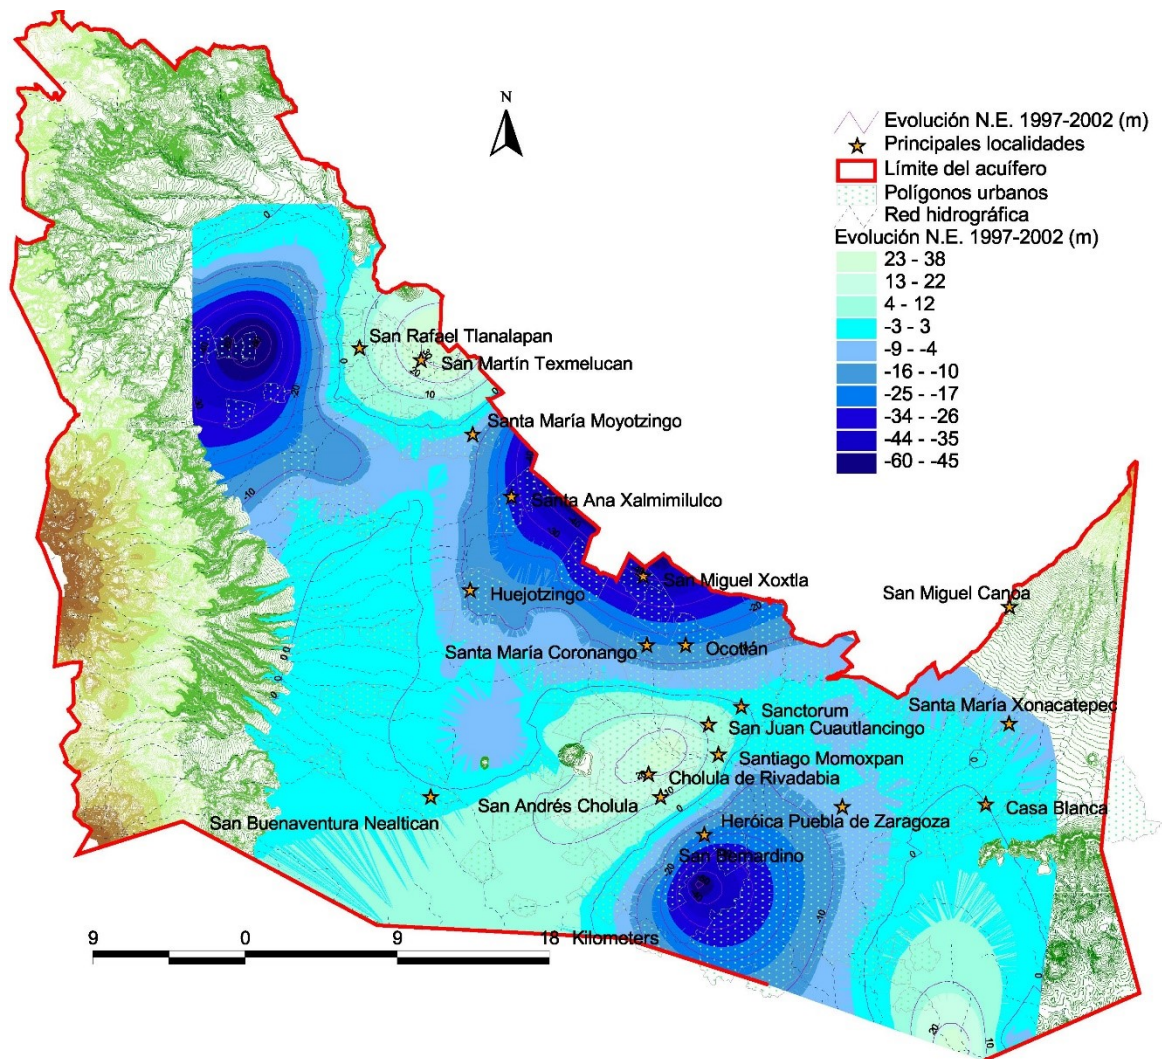 N
Evolución N.E. 1997-2002 (m)
Principales localidades
Límite del acuífero
Polígonos urbanos
Red hidrográfica
Evolución N.E. 1997-2002 (m)
23 - 38
13 - 22
4 - 12
-3 - 3
-9 - -4
-16 - -10
-25 - -17
-34 - -26
-44 - -35
-60 - -45
San Rafael Tlanalapan
San Martín Texmelucan
Santa María Moyotzingo
Santa Ana Xalmimilulco
San Miguel Xoxtla
Huejotzingo
San Miguel Canoa
Santa María Coronango
Ocotlán
Sanctorum
Santa María Xonacatepec
San Juan Cuautlancingo
Santiago Momoxpan
Cholula de Rivadabia
San Andrés Cholula
Casa Blanca
San Buenaventura Nealtican
Heróica Puebla de Zaragoza
San Bernardino
9 0 9 18 Kilometers